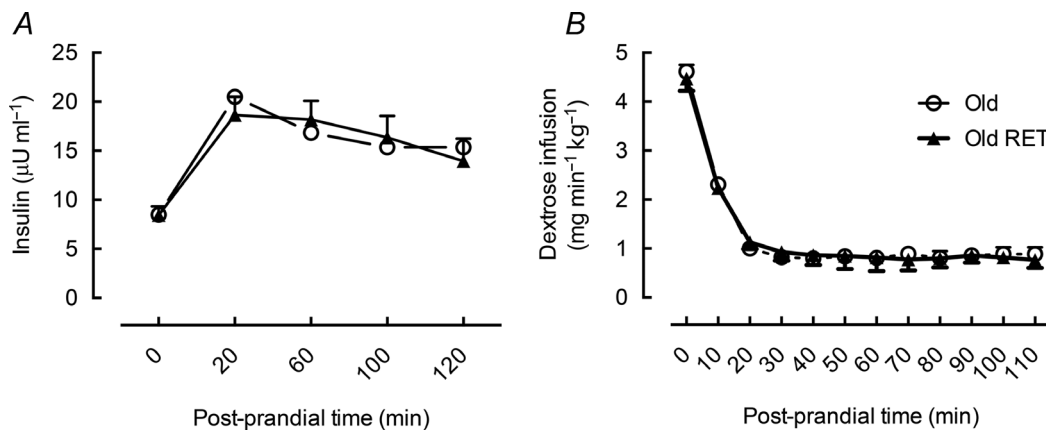 A
25
20
15
10
5
0
Insulin (μU ml⁻¹)
0 20 60 100 120
Post-prandial time (min)
B
5
4
3
2
1
0
Dextrose infusion
(mg min⁻¹ kg⁻¹)
Old
Old RET
0 10 20 30 40 50 60 70 80 90 100 110
Post-prandial time (min)